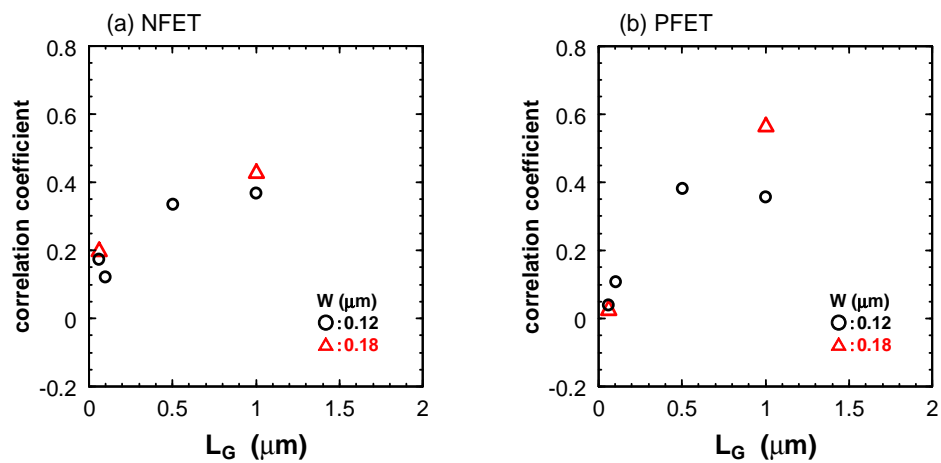 (a) NFET
correlation coefficient
0.8
0.6
0.4
0.2
0
-0.2
0 0.5 1 1.5 2
L_G (μm)
W (μm)
:0.12
:0.18
(b) PFET
correlation coefficient
0.8
0.6
0.4
0.2
0
-0.2
0 0.5 1 1.5 2
L_G (μm)
W (μm)
:0.12
:0.18